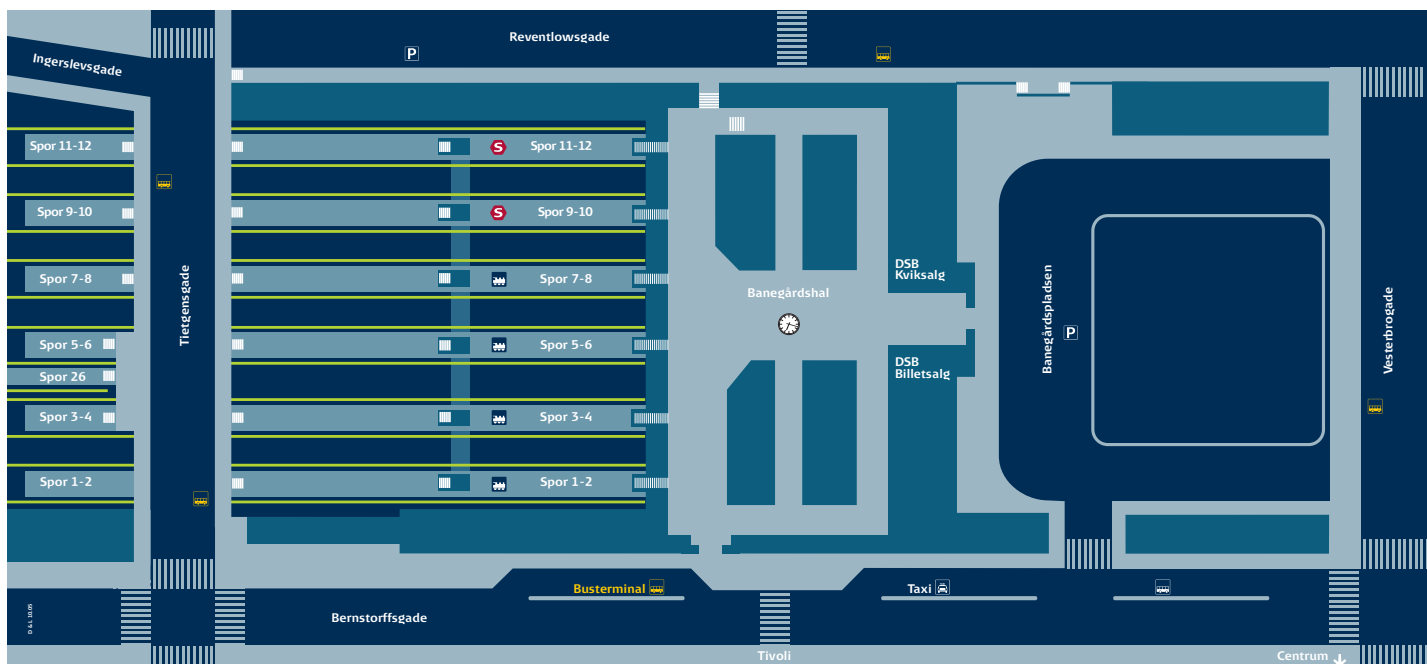 Reventlowsgade
P
Ingerslevsgade
Spor 11-12
S
Spor 11-12
Spor 9-10
S
Spor 9-10
DSB
Kviksalg
Spor 7-8
Spor 7-8
Banegårdshal
Tietgensgade
Banegårdspladsen
P
Vesterbrogade
Spor 5-6
Spor 5-6
DSB
Billetsalg
Spor 26
Spor 3-4
Spor 3-4
Spor 1-2
Spor 1-2
Busterminal
Taxi
D & L 10.05
Bernstorffsgade
Tivoli
Centrum